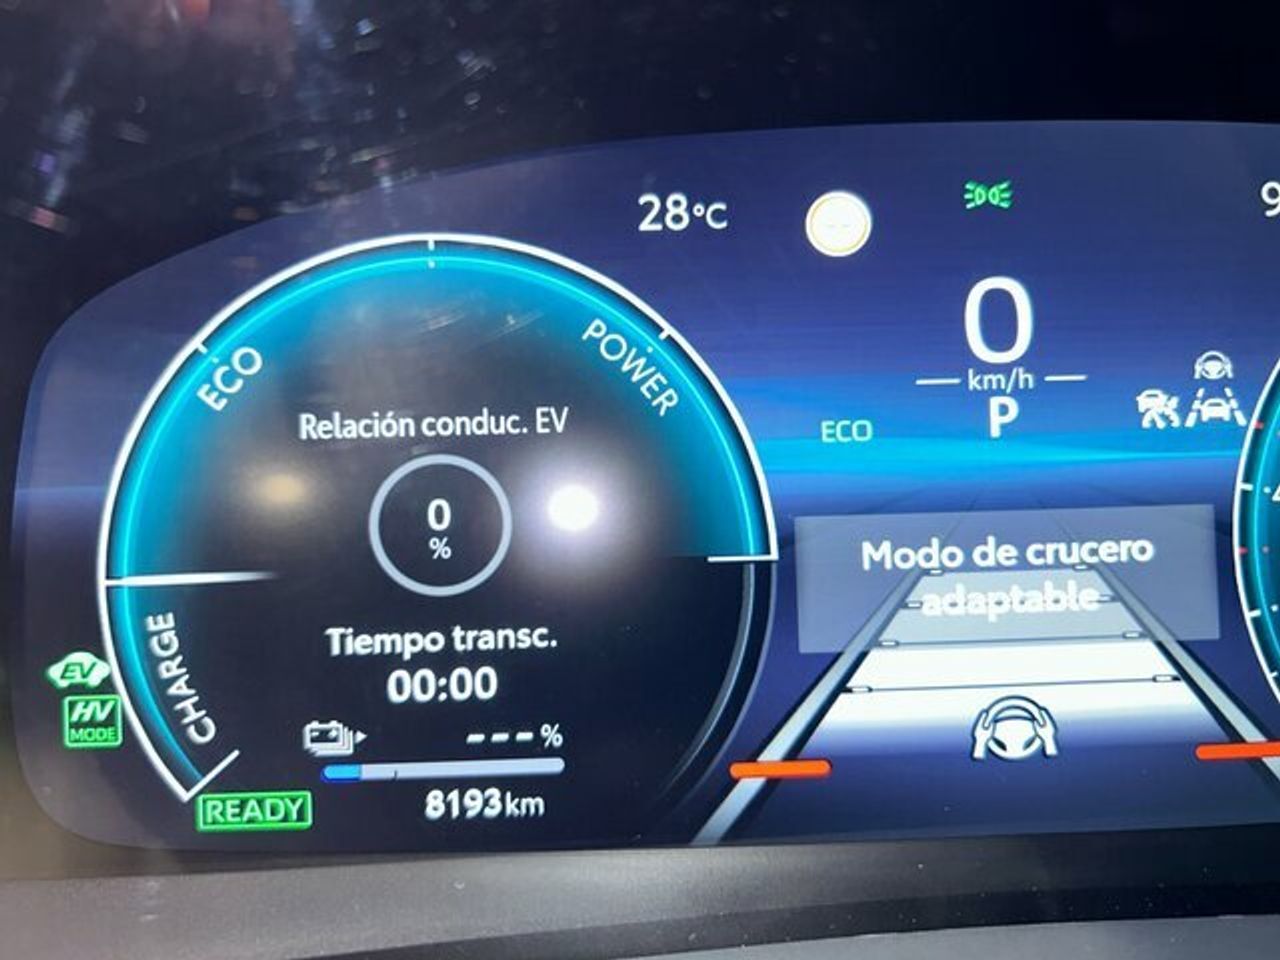 28°C
9
0
km/h
P
ECO
POWER
ECO
Relación conduc. EV
0
%
Tiempo transc.
00:00
CHARGE
EV
HV
MODE
---%
READY
8193km
Modo de crucero
adaptable